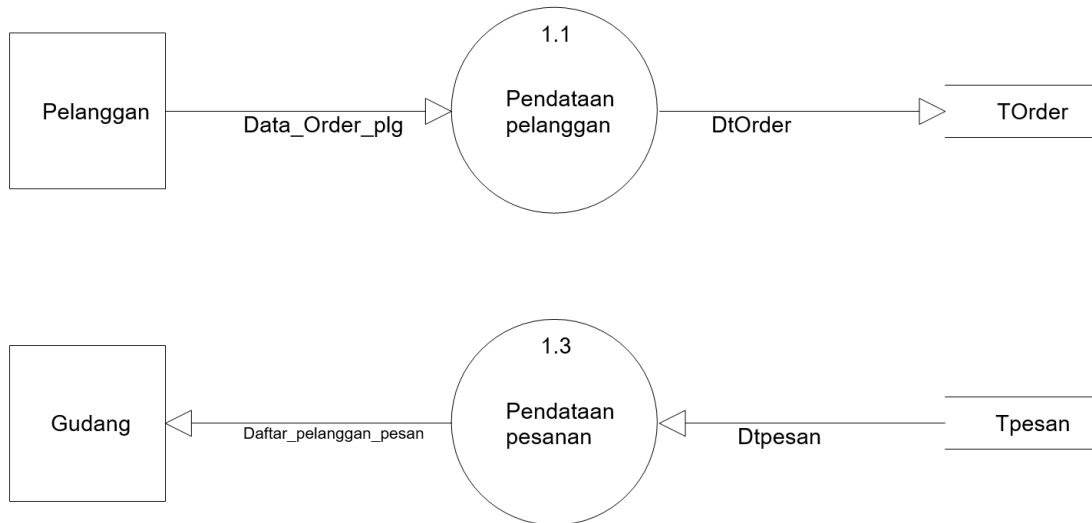 1.1
Pelanggan
Data_Order_plg
Pendataan
pelanggan
DtOrder
TOrder
1.3
Gudang
Daftar_pelanggan_pesan
Pendataan
pesanan
Dtpesan
Tpesan